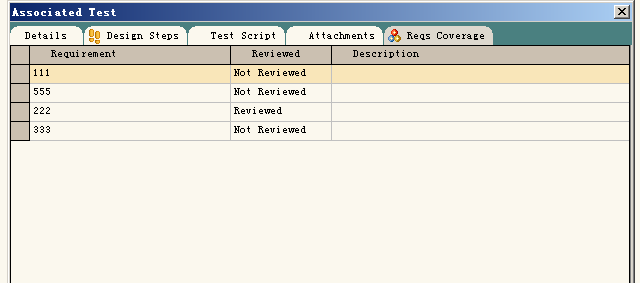 Associated Test
Details Design Steps Test Script Attachments Reqs Coverage
Requirement Reviewed Description
111 Not Reviewed
555 Not Reviewed
222 Reviewed
333 Not Reviewed